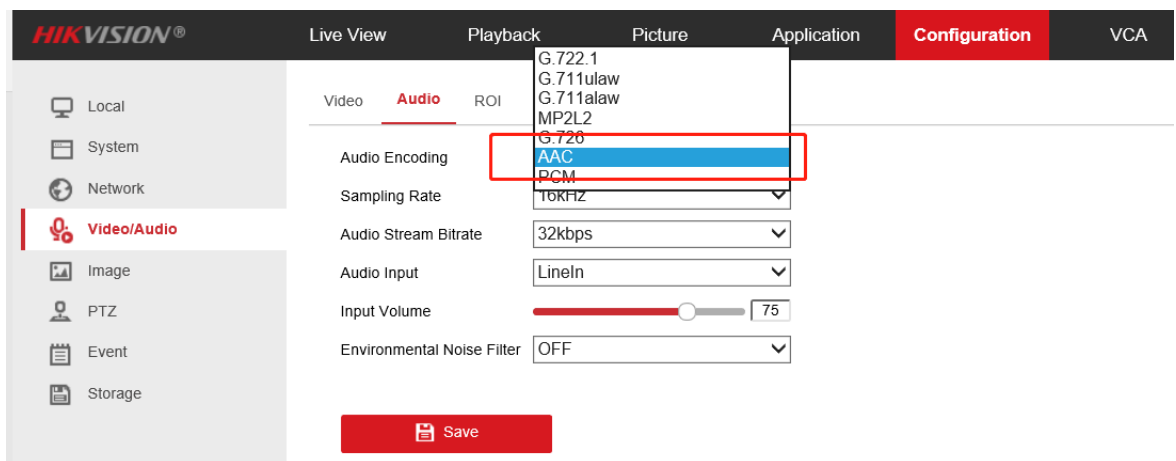 HIKVISION®
Live View Playback Picture Application Configuration VCA
Local
System
Network
Video/Audio
Image
PTZ
Event
Storage
Video Audio ROI
Audio Encoding
G.722.1
G.711ulaw
G.711alaw
MP2L2
G.726
AAC
PCM
Sampling Rate 16kHz
Audio Stream Bitrate 32kbps
Audio Input LineIn
Input Volume 75
Environmental Noise Filter OFF
Save